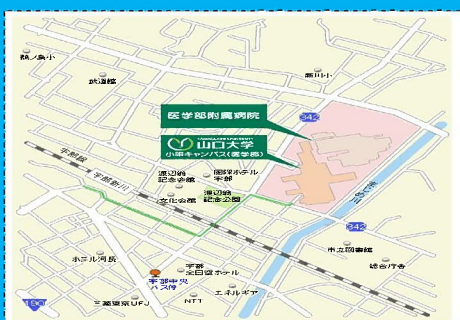 鵜ノ島小
武道館
新川小
342
医学部附属病院
山口大学
小串キャンパス(医学部)
宇部線
宇部新川
渡辺翁
記念会館
国際ホテル
宇部
文化会館
渡辺翁
記念公園
まじめ川
342
市立図書館
総合庁舎
ホテル河長
宇部
全日空ホテル
宇部中央
バス停
エネルギア
190
三菱東京UFJ
NTT